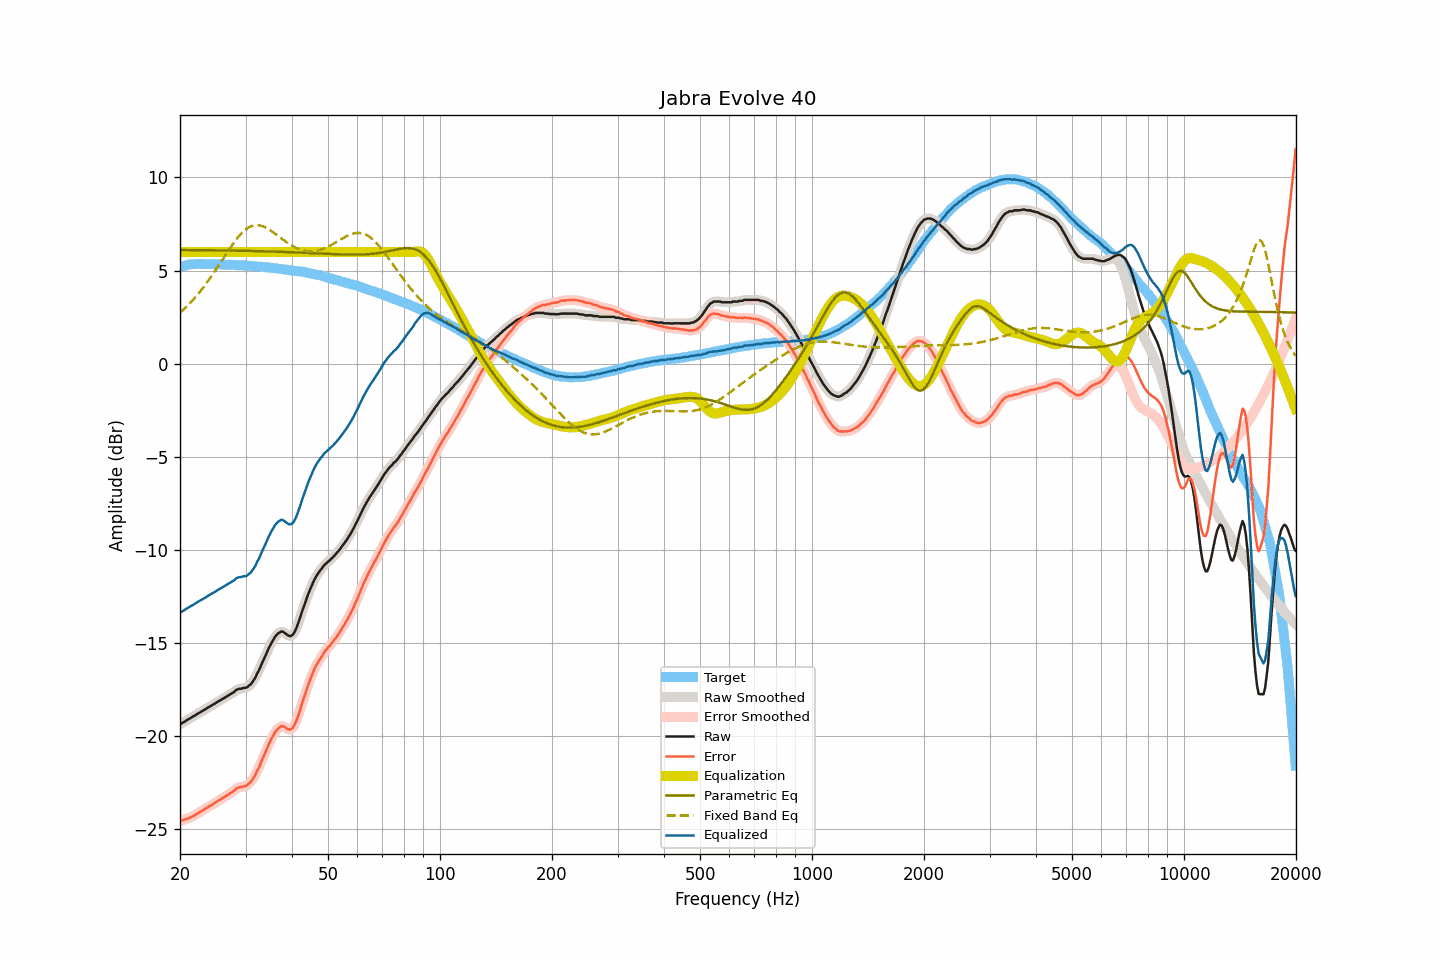 Jabra Evolve 40
Amplitude (dBr)
10
5
0
−5
−10
−15
−20
−25
Target
Raw Smoothed
Error Smoothed
Raw
Error
Equalization
Parametric Eq
Fixed Band Eq
Equalized
20 50 100 200 500 1000 2000 5000 10000 20000
Frequency (Hz)